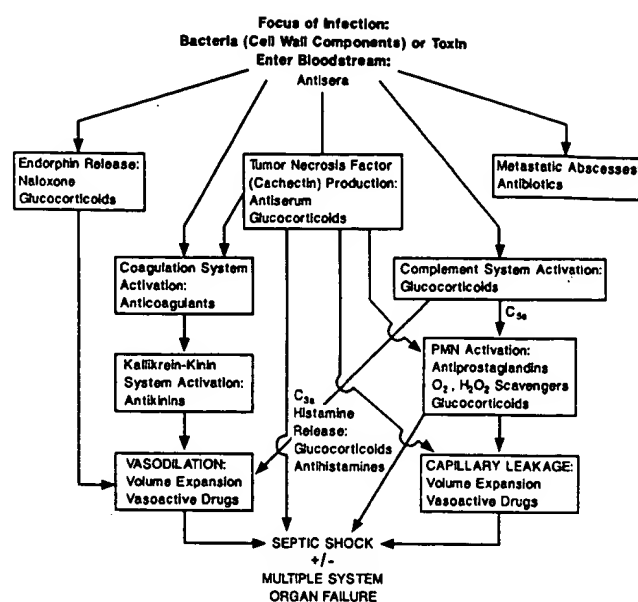 Focus of Infection:
Bacteria (Cell Wall Components) or Toxin
Enter Bloodstream:
Antisera
Endorphin Release:
Naloxone
Glucocorticoids
Tumor Necrosis Factor
(Cachectin) Production:
Antiserum
Glucocorticoids
Metastatic Abscesses:
Antibiotics
Coagulation System
Activation:
Anticoagulants
Complement System Activation:
Glucocorticoids
C5a
Kallikrein-Kinin
System Activation:
Antikinins
PMN Activation:
Antiprostaglandins
O2, H2O2 Scavengers
Glucocorticoids
C3a
Histamine
Release:
Glucocorticoids
Antihistamines
VASODILATION:
Volume Expansion
Vasoactive Drugs
CAPILLARY LEAKAGE:
Volume Expansion
Vasoactive Drugs
SEPTIC SHOCK
+/-
MULTIPLE SYSTEM
ORGAN FAILURE